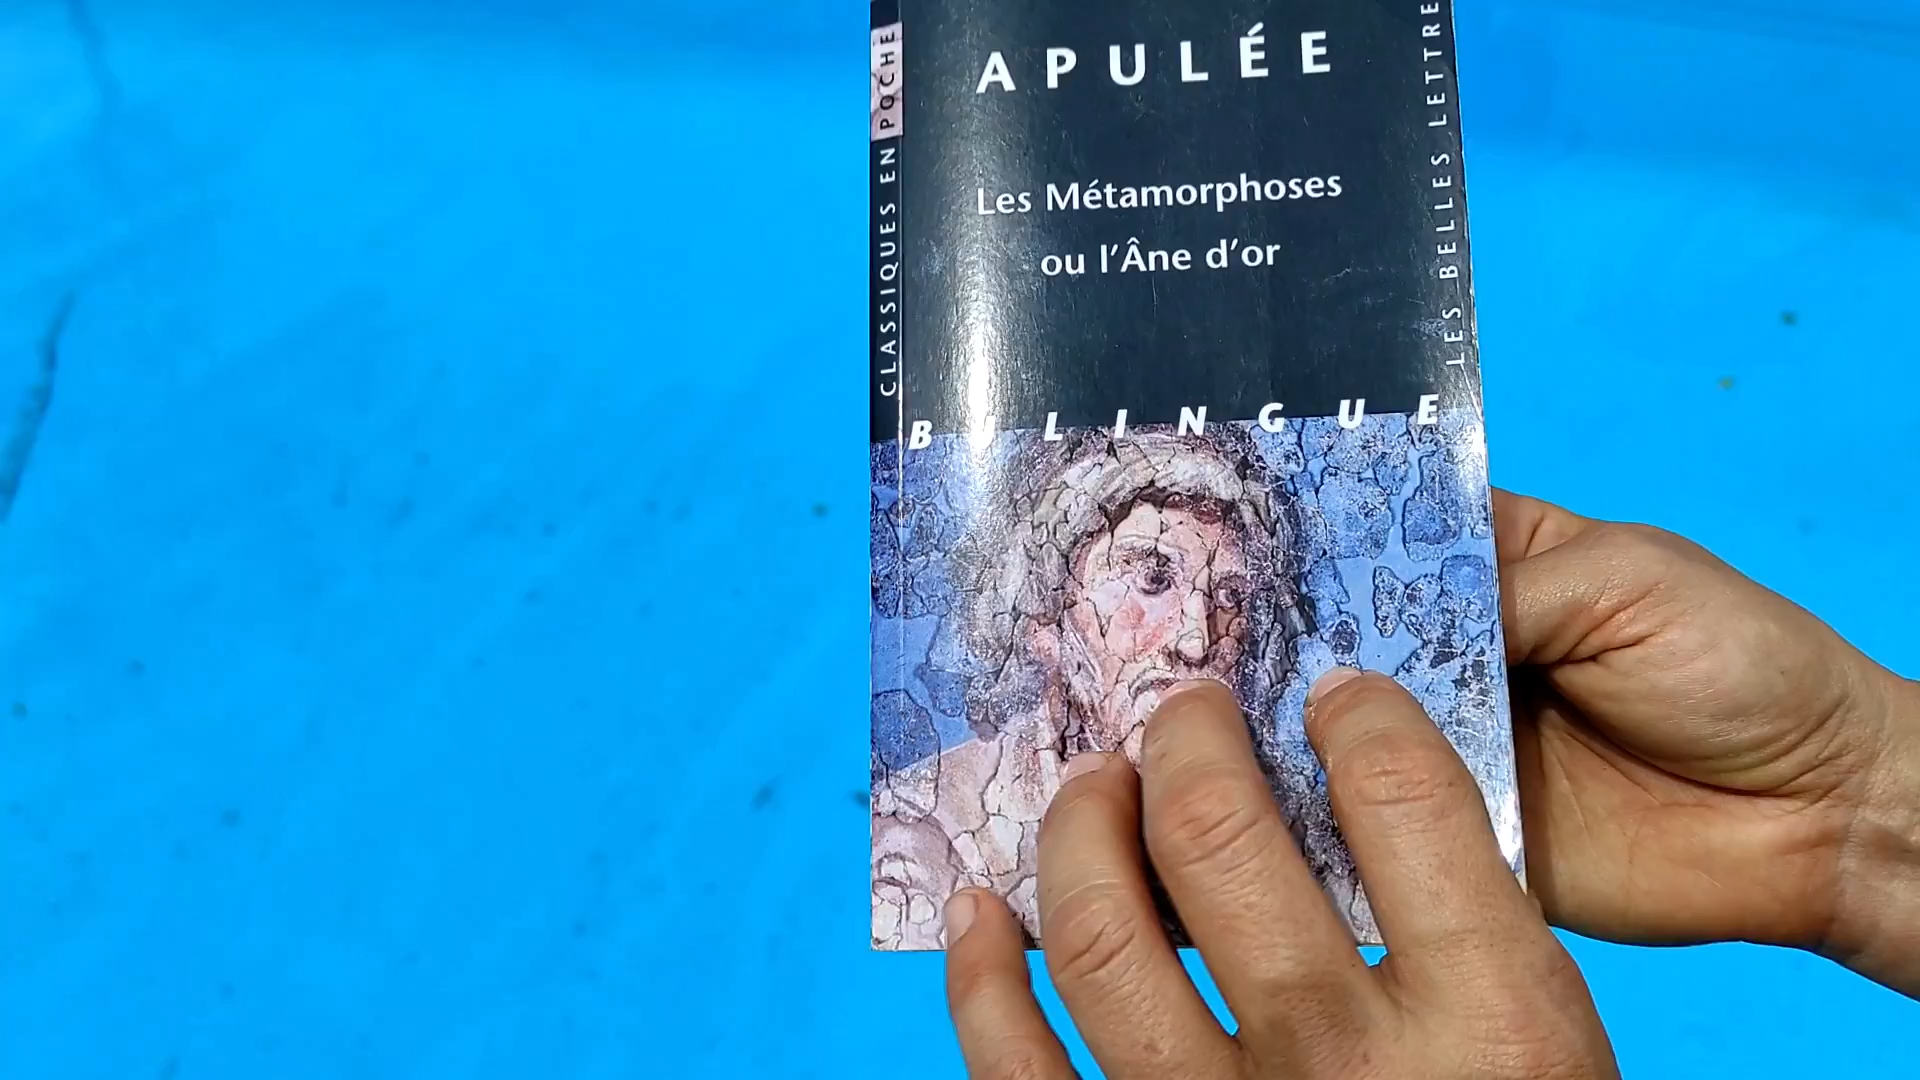 APULÉE
Les Métamorphoses
ou l'Âne d'or
BILINGUE
CLASSIQUES EN POCHE
LES BELLES LETTRE